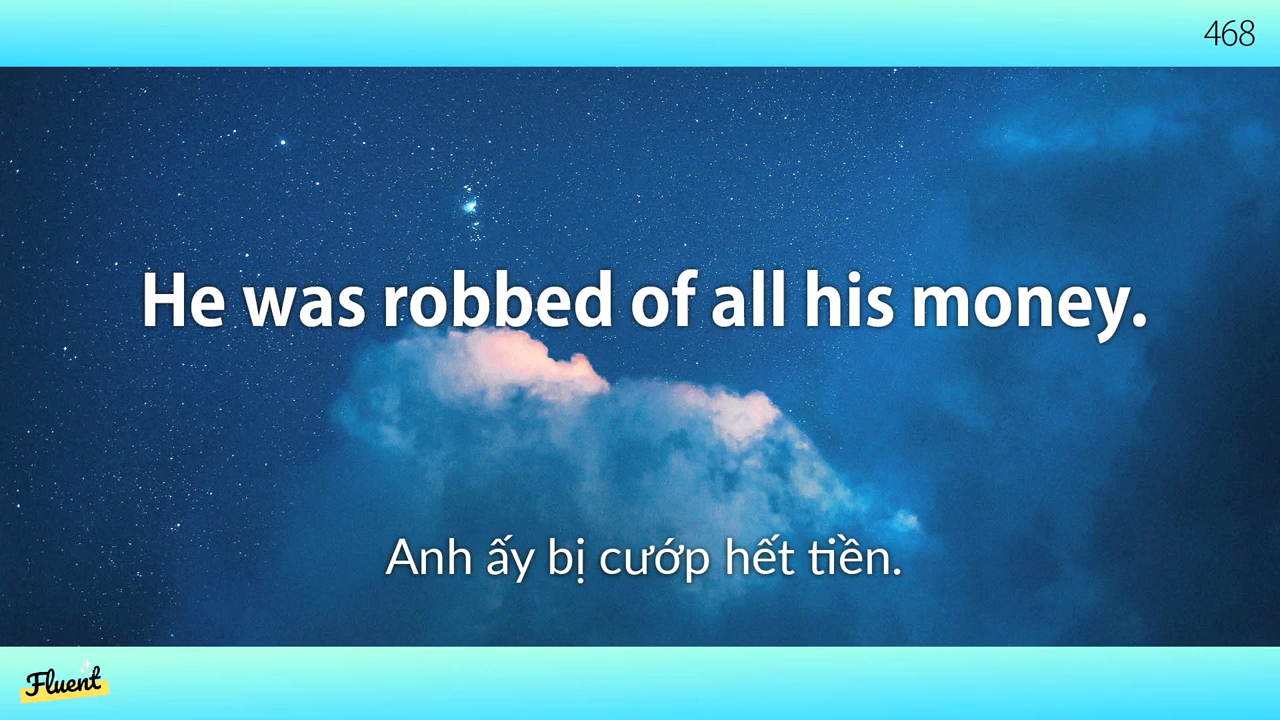 468
He was robbed of all his money.
Anh ấy bị cướp hết tiền.
Fluent